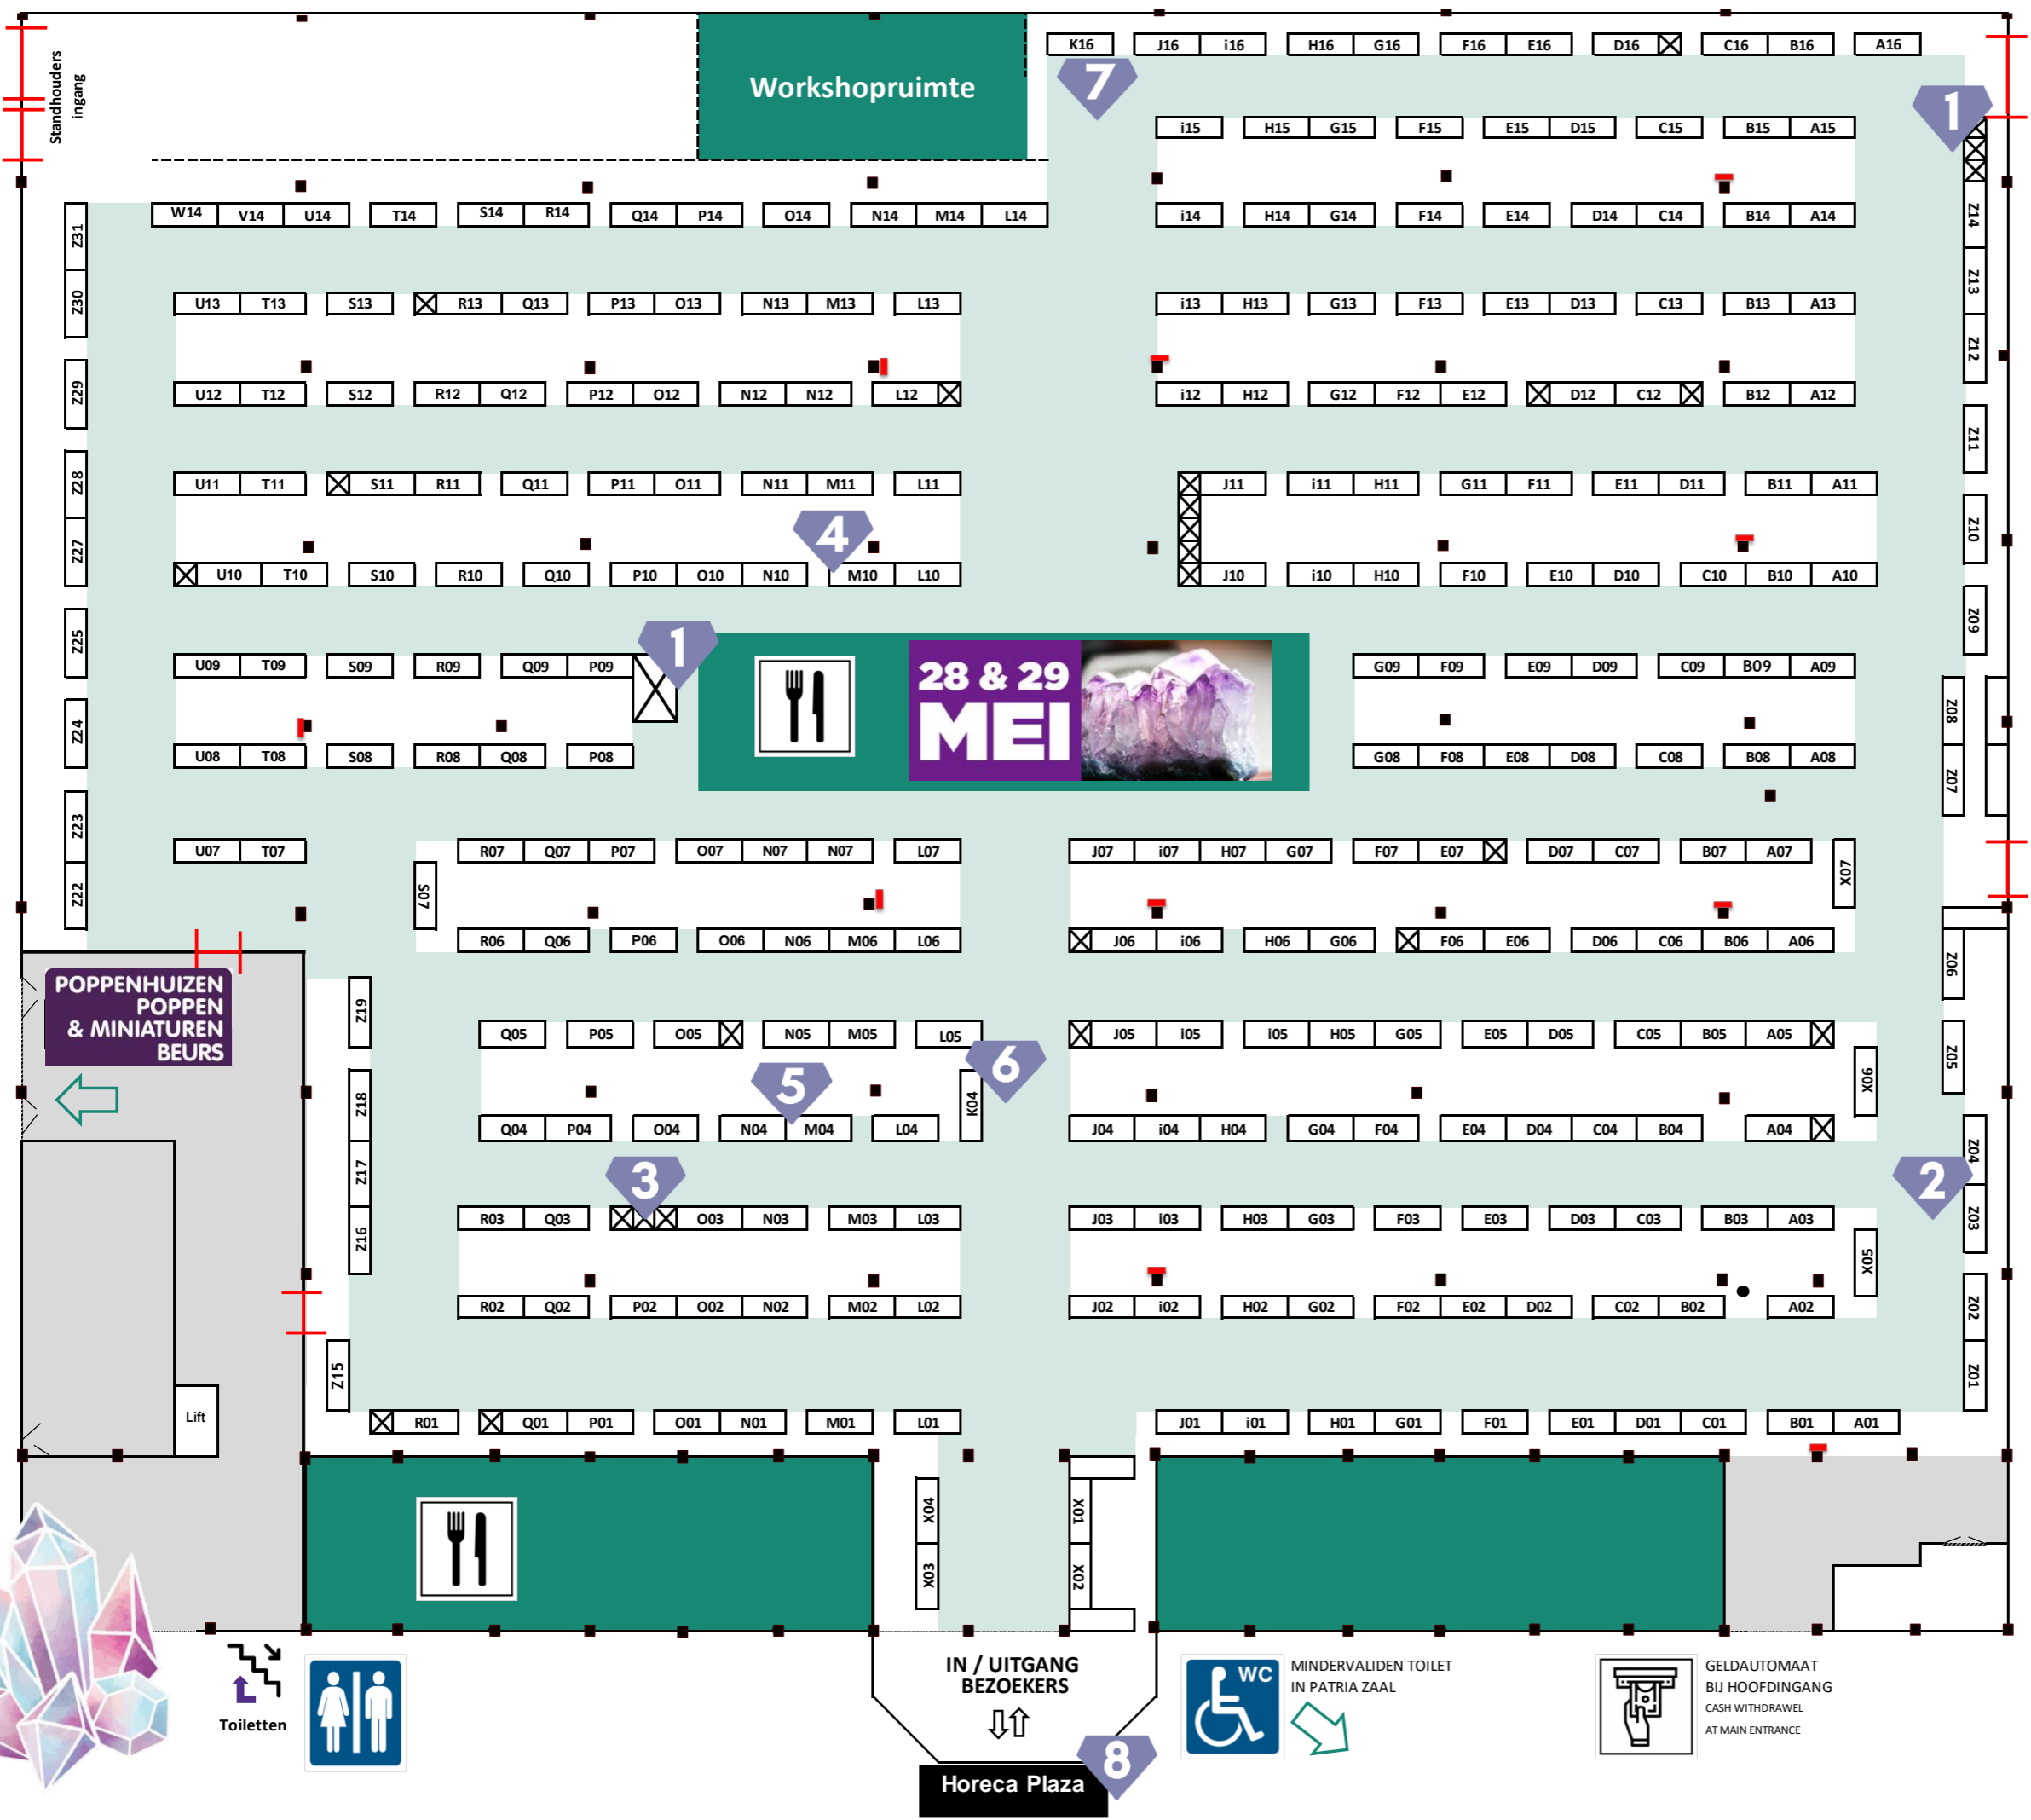 K16 J16 i16 H16 G16 F16 E16 D16 C16 B16 A16
Standhouders
ingang
Workshopruimte
7
1
i15 H15 G15 F15 E15 D15 C15 B15 A15
W14 V14 U14 T14 S14 R14 Q14 P14 O14 N14 M14 L14 i14 H14 G14 F14 E14 D14 C14 B14 A14
Z31
Z14
Z30
Z13
U13 T13 S13 R13 Q13 P13 O13 N13 M13 L13 i13 H13 G13 F13 E13 D13 C13 B13 A13
Z12
Z29
U12 T12 S12 R12 Q12 P12 O12 N12 N12 L12 i12 H12 G12 F12 E12 D12 C12 B12 A12
Z11
Z28
U11 T11 S11 R11 Q11 P11 O11 N11 M11 L11 J11 i11 H11 G11 F11 E11 D11 B11 A11
4
Z27
Z10
U10 T10 S10 R10 Q10 P10 O10 N10 M10 L10 J10 i10 H10 F10 E10 D10 C10 B10 A10
Z09
Z25
1
U09 T09 S09 R09 Q09 P09 G09 F09 E09 D09 C09 B09 A09
28 & 29
MEI
Z24
Z08
U08 T08 S08 R08 Q08 P08 G08 F08 E08 D08 C08 B08 A08
Z07
Z23
U07 T07 R07 Q07 P07 O07 N07 N07 L07 J07 i07 H07 G07 F07 E07 D07 C07 B07 A07
Z22
S07
X07
R06 Q06 P06 O06 N06 M06 L06 J06 i06 H06 G06 F06 E06 D06 C06 B06 A06
Z06
POPPENHUIZEN
POPPEN
& MINIATUREN
BEURS
Z19
Q05 P05 O05 N05 M05 L05 J05 i05 i05 H05 G05 E05 D05 C05 B05 A05
Z05
6
5
X06
K04
Z18
Q04 P04 O04 N04 M04 L04 J04 i04 H04 G04 F04 E04 D04 C04 B04 A04
Z04
Z17
3
2
R03 Q03 O03 N03 M03 L03 J03 i03 H03 G03 F03 E03 D03 C03 B03 A03
Z03
Z16
X05
R02 Q02 P02 O02 N02 M02 L02 J02 i02 H02 G02 F02 E02 D02 C02 B02 A02
Z02
Z15
Z01
Lift
R01 Q01 P01 O01 N01 M01 L01 J01 i01 H01 G01 F01 E01 D01 C01 B01 A01
X04
X01
X03
X02
Toiletten
IN / UITGANG
BEZOEKERS
WC
MINDERVALIDEN TOILET
IN PATRIA ZAAL
GELDAUTOMAAT
BIJ HOOFDINGANG
CASH WITHDRAWEL
AT MAIN ENTRANCE
8
Horeca Plaza